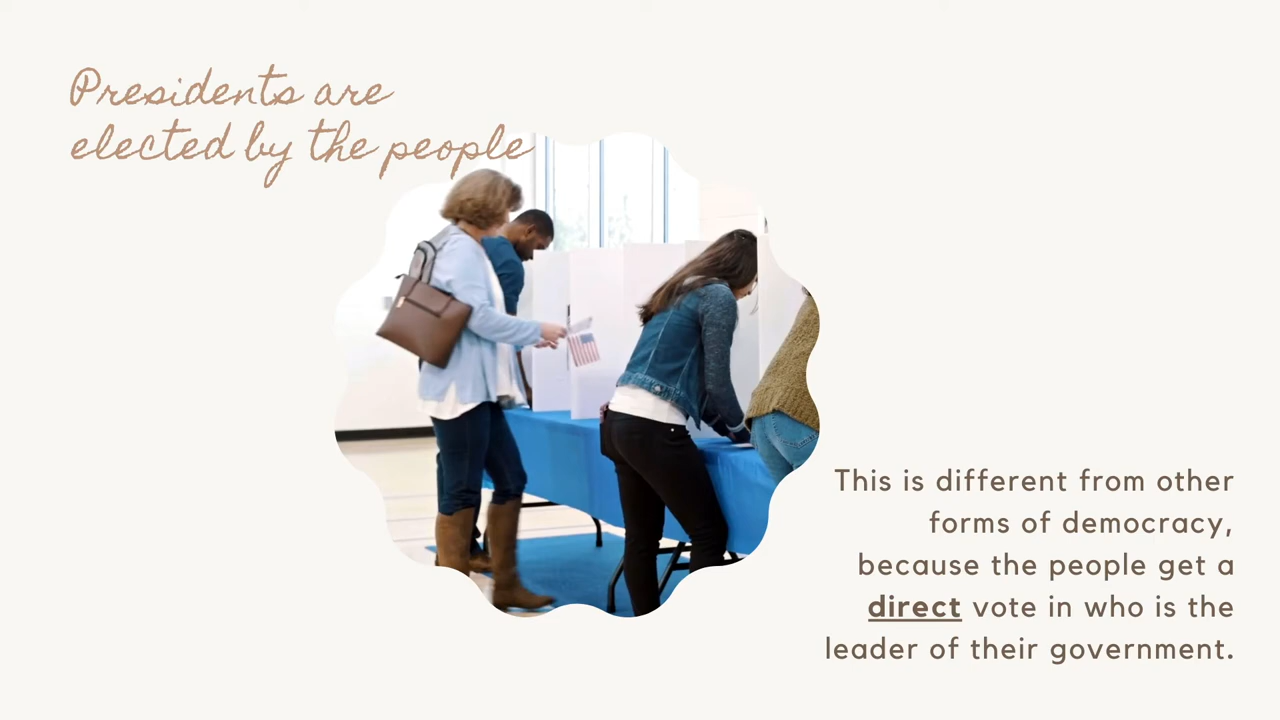 Presidents are
elected by the people
This is different from other
forms of democracy,
because the people get a
direct vote in who is the
leader of their government.